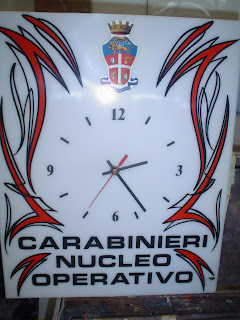 12
9 3
6
CARABINIERI
NUCLEO
OPERATIVO